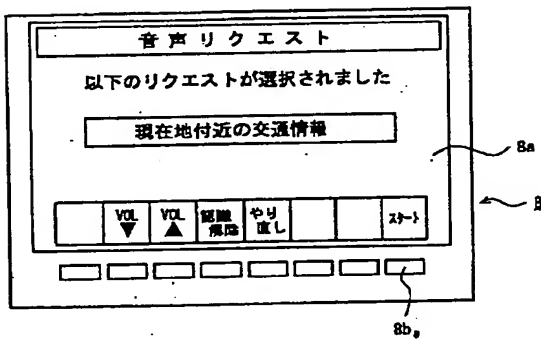 音声リクエスト
以下のリクエストが選択されました
現在地付近の交通情報
8a
8
VOL
▼
VOL
▲
認識
解除
やり
直し
スタート
8b₈